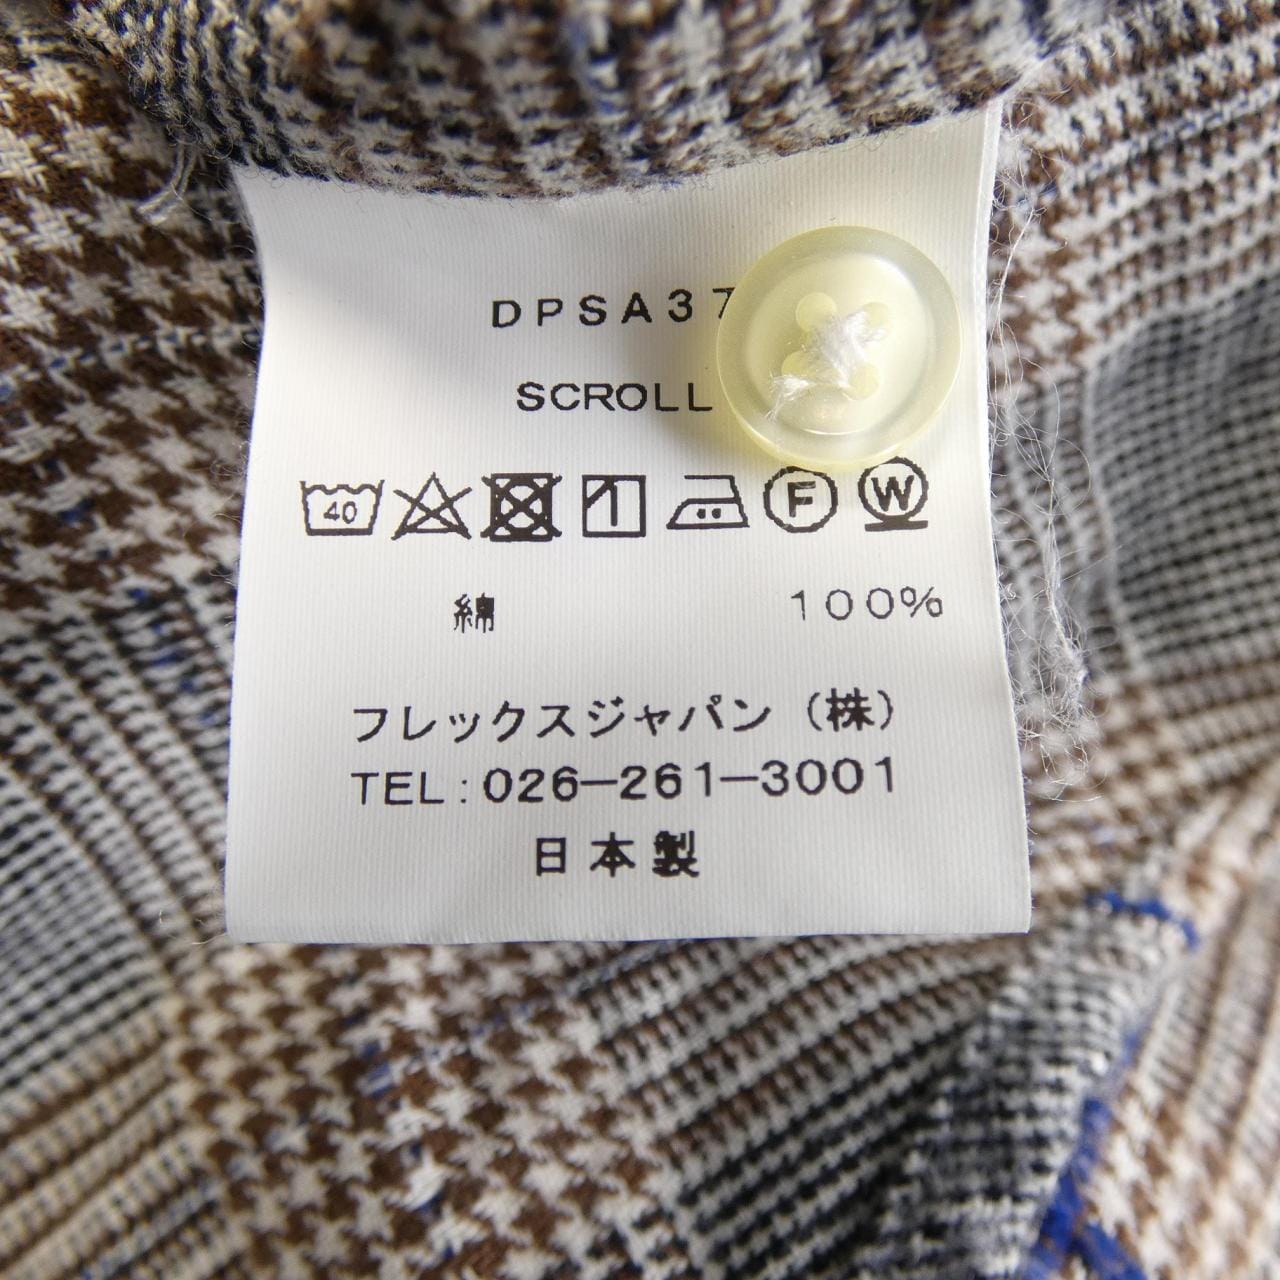 DPSA37
SCROLL
40 F W
綿 100%
フレックスジャパン（株）
TEL:026-261-3001
日本製